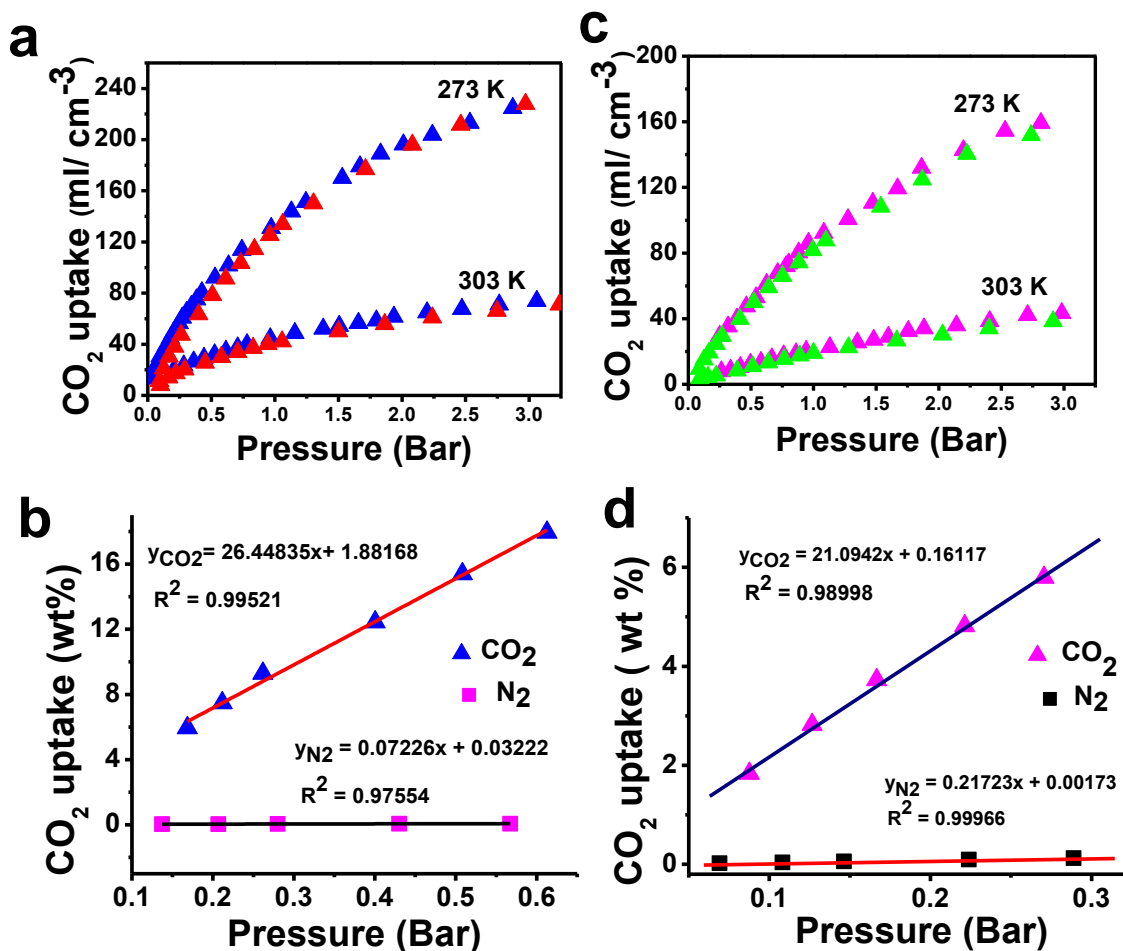 a
CO2 uptake (ml/ cm-3)
240
200
160
120
80
40
0
273 K
303 K
0.0 0.5 1.0 1.5 2.0 2.5 3.0
Pressure (Bar)
c
CO2 uptake (ml/ cm-3)
200
160
120
80
40
0
273 K
303 K
0.0 0.5 1.0 1.5 2.0 2.5 3.0
Pressure (Bar)
b
CO2 uptake (wt%)
16
12
8
4
0
yCO2= 26.44835x+ 1.88168
R2 = 0.99521
CO2
N2
yN2 = 0.07226x + 0.03222
R2 = 0.97554
0.1 0.2 0.3 0.4 0.5 0.6
Pressure (Bar)
d
CO2 uptake ( wt %)
6
4
2
0
yCO2= 21.0942x + 0.16117
R2 = 0.98998
CO2
N2
yN2 = 0.21723x + 0.00173
R2 = 0.99966
0.1 0.2 0.3
Pressure (Bar)